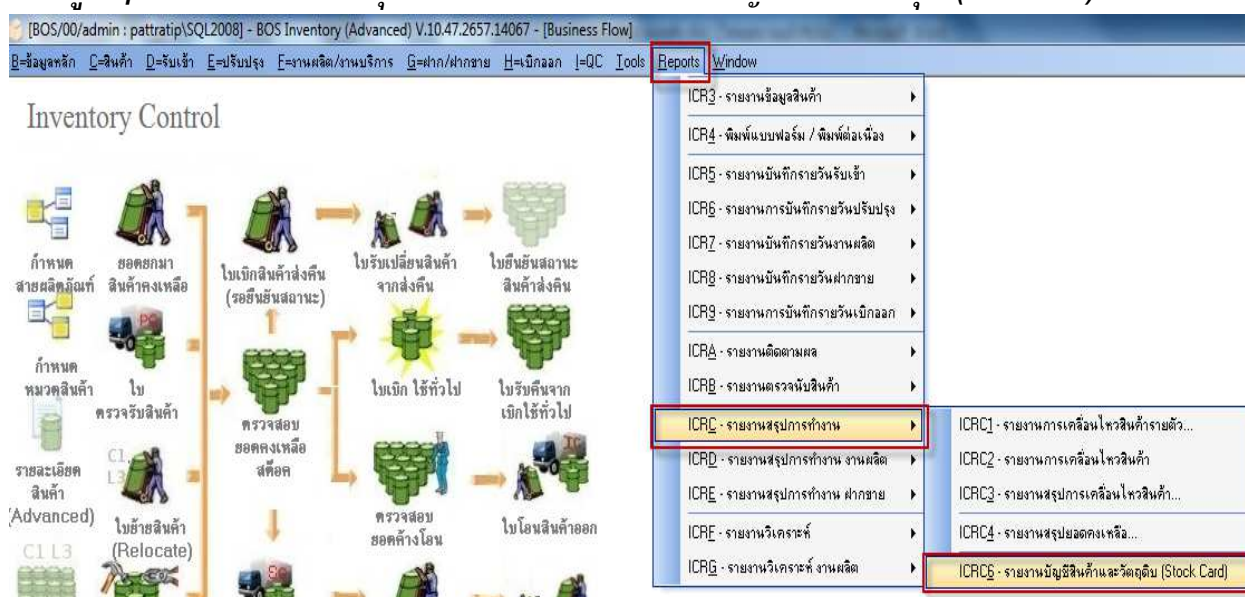 [BOS/00/admin : pattratip\SQL2008] - BOS Inventory (Advanced) V.10.47.2657.14067 - [Business Flow]
B=ข้อมูลหลัก C=สินค้า D=รับเข้า E=ปรับปรุง F=งานผลิต/งานบริการ G=ฝาก/ฝากขาย H=เบิกออก I=QC Tools Reports Window
Inventory Control
กำหนด
สายผลิตภัณฑ์
ยอดยกมา
สินค้าคงเหลือ
ใบเบิกสินค้าส่งคืน
(รอยืนยันสถานะ)
ใบรับเปลี่ยนสินค้า
จากส่งคืน
ใบยืนยันสถานะ
สินค้าส่งคืน
กำหนด
หมวดสินค้า
PO
ใบ
ตรวจรับสินค้า
ตรวจสอบ
ยอดคงเหลือ
สต๊อค
ใบเบิก ใช้ทั่วไป
ใบรับคืนจาก
เบิกใช้ทั่วไป
รายละเอียด
สินค้า
(Advanced)
C1
L3
ใบย้ายสินค้า
(Relocate)
ตรวจสอบ
ยอดค้างโอน
IC
ใบโอนสินค้าออก
C1 L3
ICR3 - รายงานข้อมูลสินค้า
ICR4 - พิมพ์แบบฟอร์ม / พิมพ์ต่อเนื่อง
ICR5 - รายงานบันทึกรายวันรับเข้า
ICR6 - รายงานการบันทึกรายวันปรับปรุง
ICR7 - รายงานบันทึกรายวันงานผลิต
ICR8 - รายงานบันทึกรายวันฝากขาย
ICR9 - รายงานการบันทึกรายวันเบิกออก
ICRA - รายงานติดตามผล
ICRB - รายงานตรวจนับสินค้า
ICRC - รายงานสรุปการทำงาน
ICRD - รายงานสรุปการทำงาน งานผลิต
ICRE - รายงานสรุปการทำงาน ฝากขาย
ICRF - รายงานวิเคราะห์
ICRG - รายงานวิเคราะห์ งานผลิต
ICRC1 - รายงานการเคลื่อนไหวสินค้ารายตัว...
ICRC2 - รายงานการเคลื่อนไหวสินค้า
ICRC3 - รายงานสรุปการเคลื่อนไหวสินค้า...
ICRC4 - รายงานสรุปยอดคงเหลือ...
ICRC6 - รายงานบัญชีสินค้าและวัตถุดิบ (Stock Card)